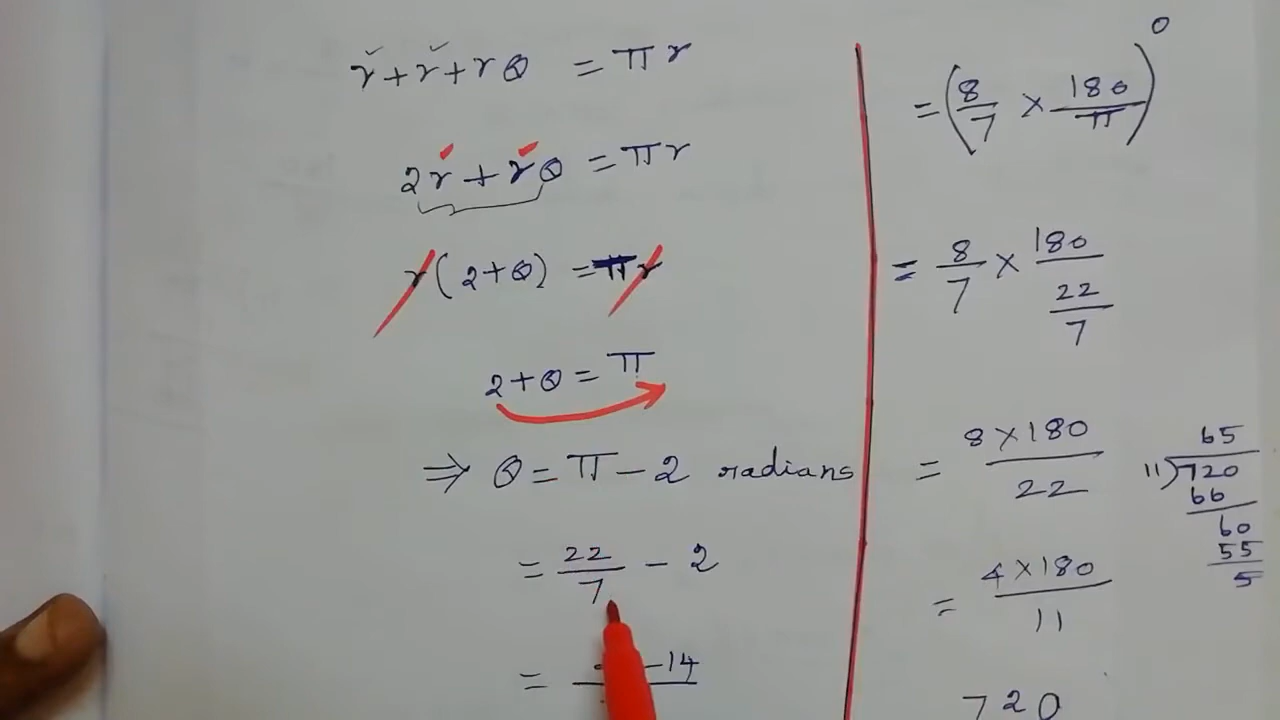 r + r + rθ = πr
2r + rθ = πr
r(2+θ) = πr
2+θ = π
⇒ θ = π - 2 radians
= 22/7 - 2
= -14
= (8/7 × 180/π)°
= 8/7 × 180/(22/7)
= 8×180/22
= 4×180/11
720
65
11)720
66
60
55
5